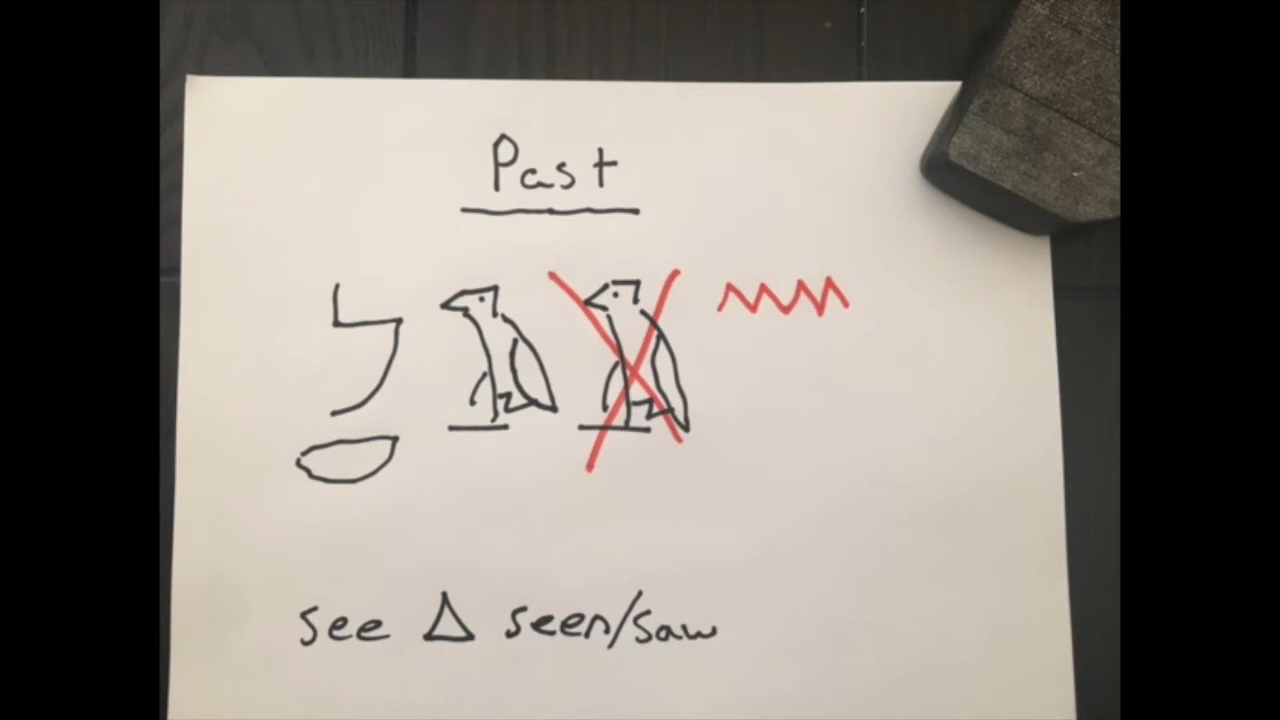 Past
𓌳 𓄿 𓄿 𓈖
see Δ seen/saw